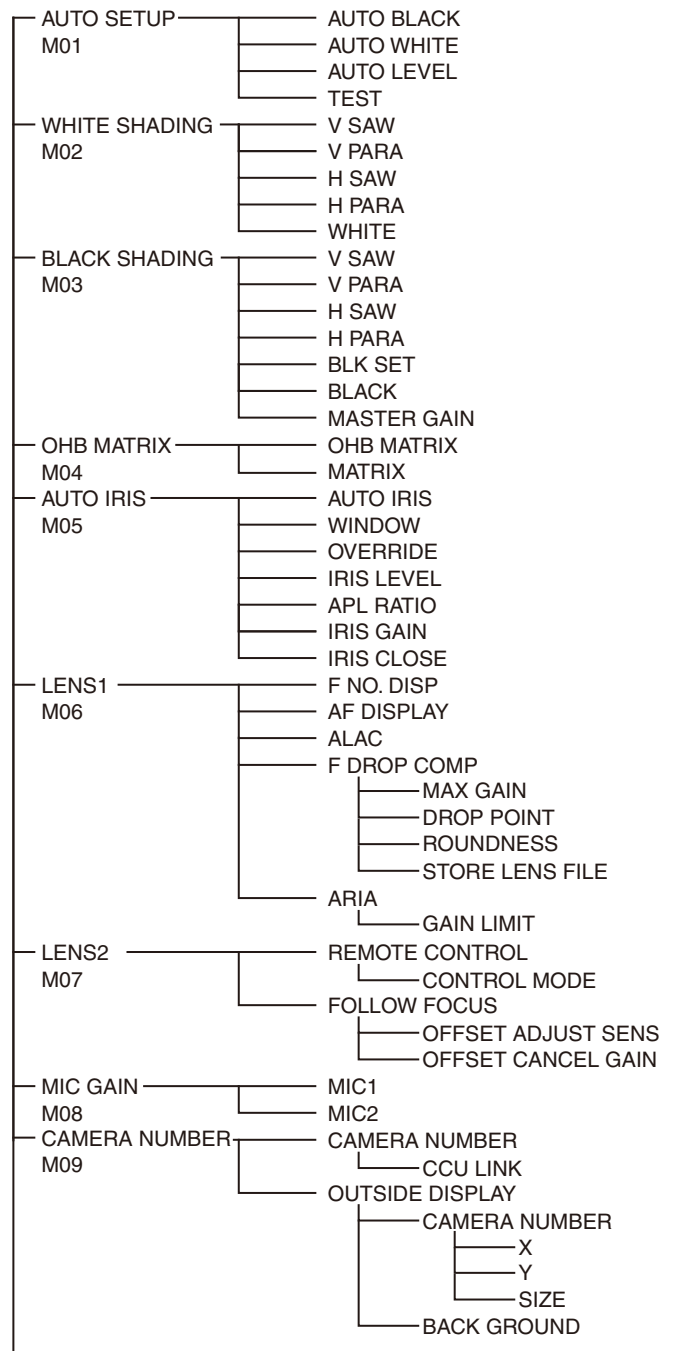 AUTO SETUP AUTO BLACK
M01 AUTO WHITE
AUTO LEVEL
TEST
WHITE SHADING V SAW
M02 V PARA
H SAW
H PARA
WHITE
BLACK SHADING V SAW
M03 V PARA
H SAW
H PARA
BLK SET
BLACK
MASTER GAIN
OHB MATRIX OHB MATRIX
M04 MATRIX
AUTO IRIS AUTO IRIS
M05 WINDOW
OVERRIDE
IRIS LEVEL
APL RATIO
IRIS GAIN
IRIS CLOSE
LENS1 F NO. DISP
M06 AF DISPLAY
ALAC
F DROP COMP
MAX GAIN
DROP POINT
ROUNDNESS
STORE LENS FILE
ARIA
GAIN LIMIT
LENS2 REMOTE CONTROL
M07 CONTROL MODE
FOLLOW FOCUS
OFFSET ADJUST SENS
OFFSET CANCEL GAIN
MIC GAIN MIC1
M08 MIC2
CAMERA NUMBER CAMERA NUMBER
M09 CCU LINK
OUTSIDE DISPLAY
CAMERA NUMBER
X
Y
SIZE
BACK GROUND